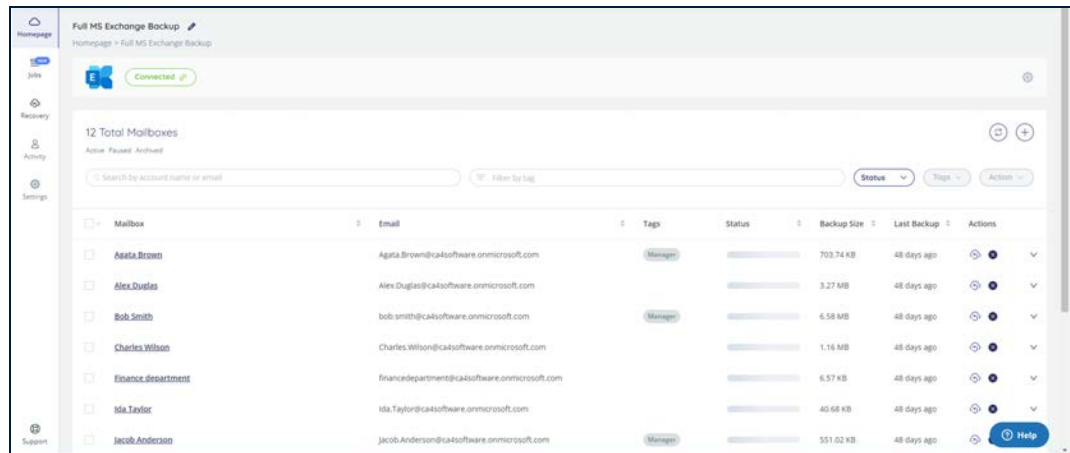 Homepage
NEW
Jobs
Recovery
Activity
Settings
Support
Full MS Exchange Backup
Homepage > Full MS Exchange Backup
E
Connected
12 Total Mailboxes
Active Paused Archived
Search by account name or email
Filter by tag
Status
Tags
Action
Mailbox Email Tags Status Backup Size Last Backup Actions
Agata Brown Agata.Brown@ca4software.onmicrosoft.com Manager 703.74 KB 48 days ago
Alex Duglas Alex.Duglas@ca4software.onmicrosoft.com 3.27 MB 48 days ago
Bob Smith bob.smith@ca4software.onmicrosoft.com Manager 6.58 MB 48 days ago
Charles Wilson Charles.Wilson@ca4software.onmicrosoft.com 1.16 MB 48 days ago
Finance department financedepartment@ca4software.onmicrosoft.com 6.57 KB 48 days ago
Ida Taylor Ida.Taylor@ca4software.onmicrosoft.com 40.68 KB 48 days ago
Jacob Anderson Jacob.Anderson@ca4software.onmicrosoft.com Manager 551.02 KB 48 days ago
Help